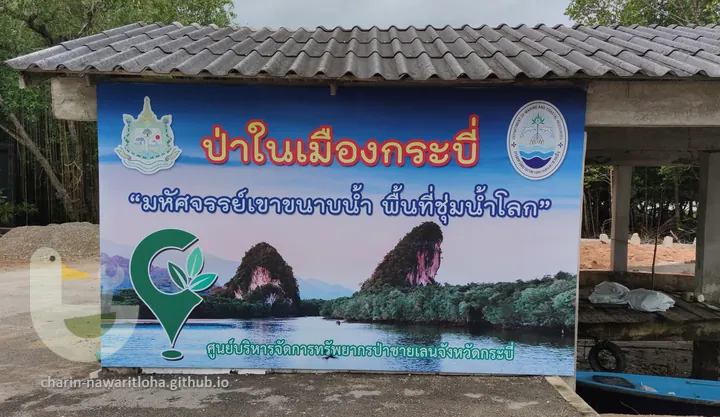 ป่าในเมืองกระบี่
“มหัศจรรย์เขาขนาบน้ำ พื้นที่ชุ่มน้ำโลก”
ศูนย์บริหารจัดการทรัพยากรป่าชายเลนจังหวัดกระบี่
charin-nawaritloha.github.io